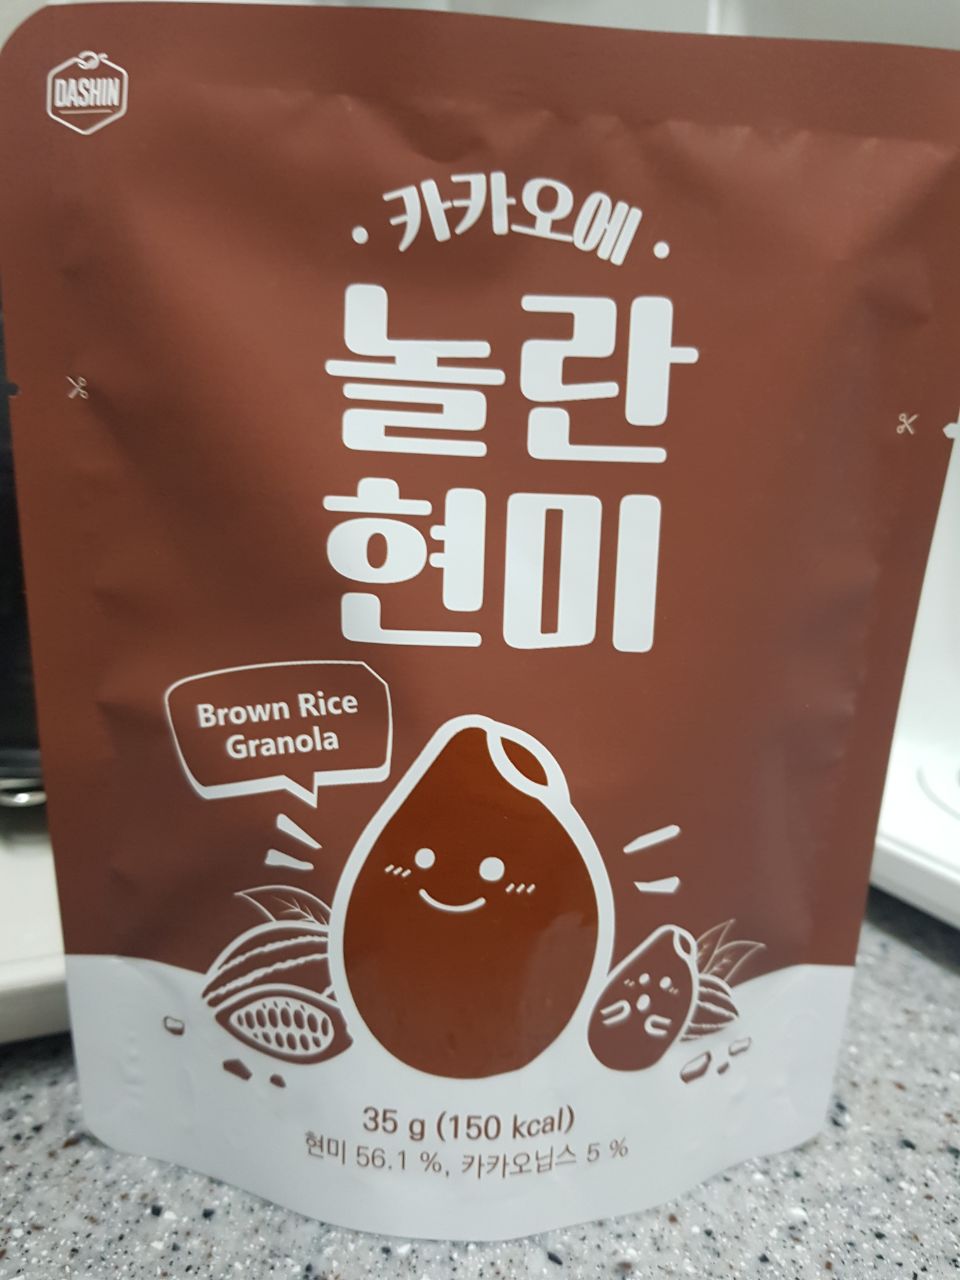 DASHIN
카카오에
놀란
현미
Brown Rice
Granola
35 g (150 kcal)
현미 56.1 %, 카카오닙스 5 %